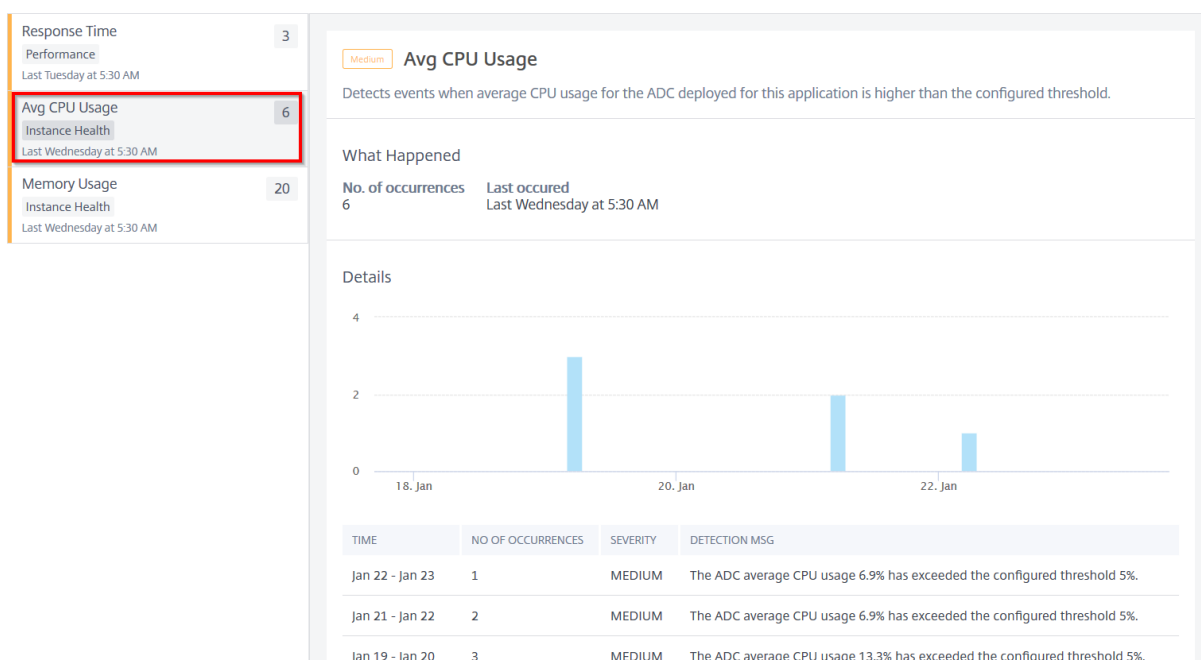 Response Time
3
Performance
Last Tuesday at 5:30 AM
Avg CPU Usage
6
Instance Health
Last Wednesday at 5:30 AM
Memory Usage
20
Instance Health
Last Wednesday at 5:30 AM
Medium Avg CPU Usage
Detects events when average CPU usage for the ADC deployed for this application is higher than the configured threshold.
What Happened
No. of occurrences Last occured
6 Last Wednesday at 5:30 AM
Details
4
2
0
18. Jan 20. Jan 22. Jan
TIME NO OF OCCURRENCES SEVERITY DETECTION MSG
Jan 22 - Jan 23 1 MEDIUM The ADC average CPU usage 6.9% has exceeded the configured threshold 5%.
Jan 21 - Jan 22 2 MEDIUM The ADC average CPU usage 6.9% has exceeded the configured threshold 5%.
Jan 19 - Jan 20 3 MEDIUM The ADC average CPU usage 13.3% has exceeded the configured threshold 5%.